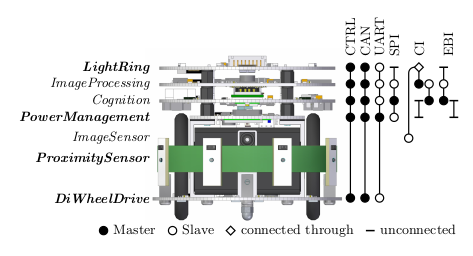 CTRL
CAN
UART
SPI
CI
EBI
LightRing
ImageProcessing
Cognition
PowerManagement
ImageSensor
ProximitySensor
DiWheelDrive
Master Slave connected through unconnected